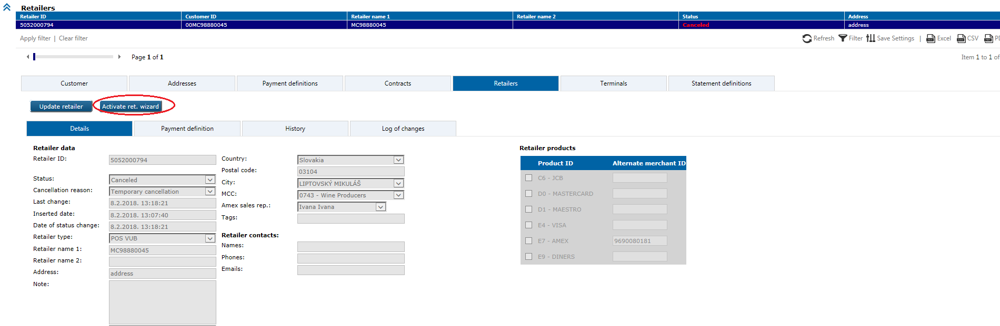 Retailers
Retailer ID Customer ID Retailer name 1 Retailer name 2 Status Address
5052000794 00MC98880045 MC98880045 Canceled address
Apply filter | Clear filter Refresh Filter Save Settings | Excel CSV
Page 1 of 1 Item 1 to 1 of
Customer Addresses Payment definitions Contracts Retailers Terminals Statement definitions
Update retailer Activate ret. wizard
Details Payment definition History Log of changes
Retailer data
Retailer ID: 5052000794
Status: Canceled
Cancellation reason: Temporary cancellation
Last change: 8.2.2018. 13:18:21
Inserted date: 8.2.2018. 13:07:40
Date of status change: 8.2.2018. 13:18:21
Retailer type: POS VUB
Retailer name 1: MC98880045
Retailer name 2:
Address: address
Note:
Country: Slovakia
Postal code: 03104
City: LIPTOVSKÝ MIKULÁŠ
MCC: 0743 - Wine Producers
Amex sales rep.: Ivana Ivana
Tags:
Retailer contacts:
Names:
Phones:
Emails:
Retailer products
Product ID Alternate merchant ID
C6 - JCB
D0 - MASTERCARD
D1 - MAESTRO
E4 - VISA
E7 - AMEX 9690080181
E9 - DINERS